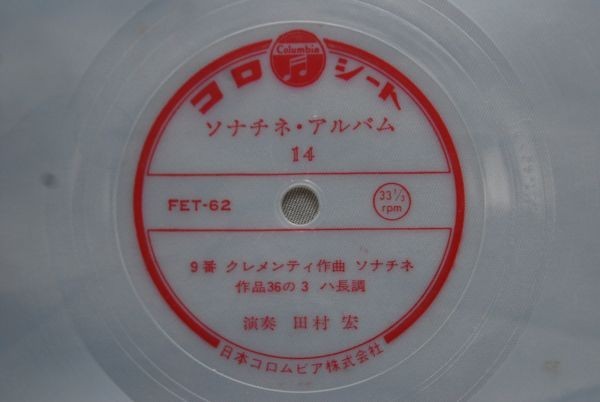 Columbia
コロシート
ソナチネ・アルバム
14
FET-62
33 1/3
rpm
9番 クレメンティ作曲 ソナチネ
作品36の3 ハ長調
演奏 田村 宏
日本コロムビア株式会社